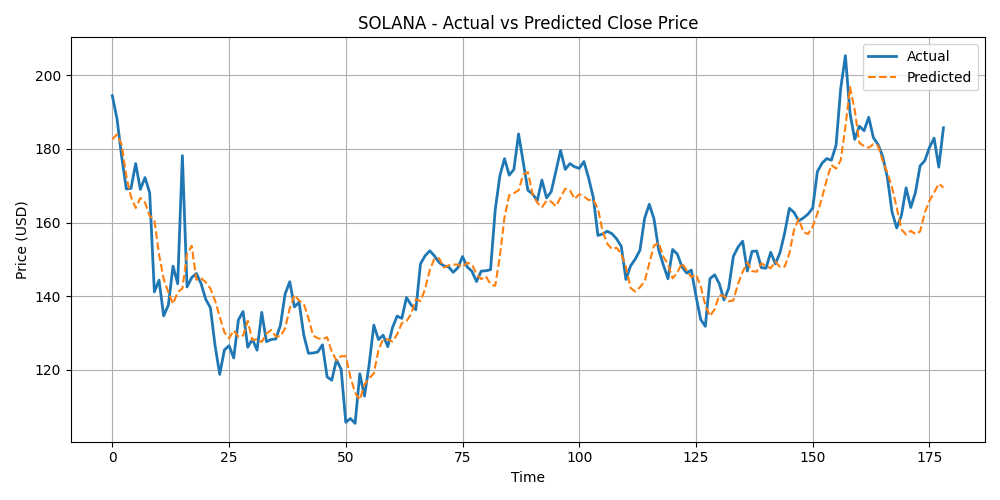 SOLANA - Actual vs Predicted Close Price
Actual
Predicted
Price (USD)
200
180
160
140
120
0 25 50 75 100 125 150 175
Time